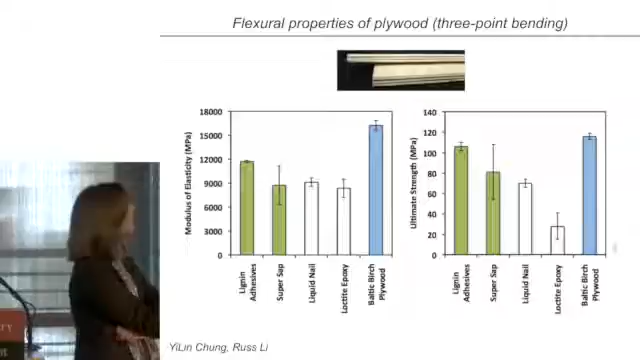 Flexural properties of plywood (three-point bending)
18000
15000
12000
9000
6000
3000
0
Modulus of Elasticity (MPa)
Lignin
Adhesives
Super Sap
Liquid Nail
Loctite Epoxy
Baltic Birch
Plywood
140
120
100
80
60
40
20
0
Ultimate Strength (MPa)
Lignin
Adhesives
Super Sap
Liquid Nail
Loctite Epoxy
Baltic Birch
Plywood
YiLin Chung, Russ Li